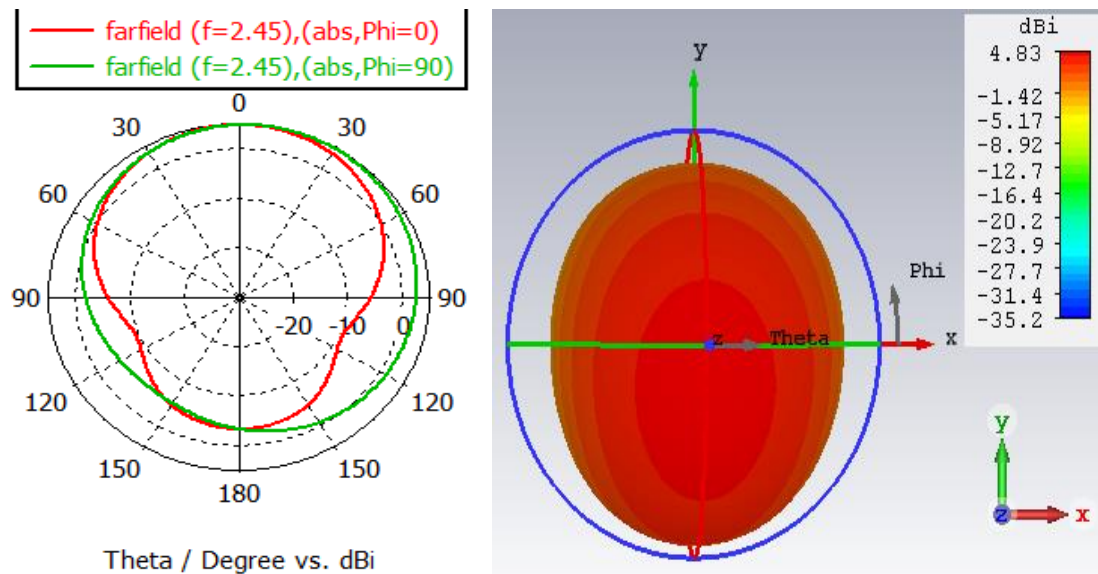 farfield (f=2.45),(abs,Phi=0)
farfield (f=2.45),(abs,Phi=90)
0
30 30
60 60
90 90
-20 -10 0
120 120
150 150
180
Theta / Degree vs. dBi
y
Phi
z Theta x
dBi
4.83
-1.42
-5.17
-8.92
-12.7
-16.4
-20.2
-23.9
-27.7
-31.4
-35.2
y
z x